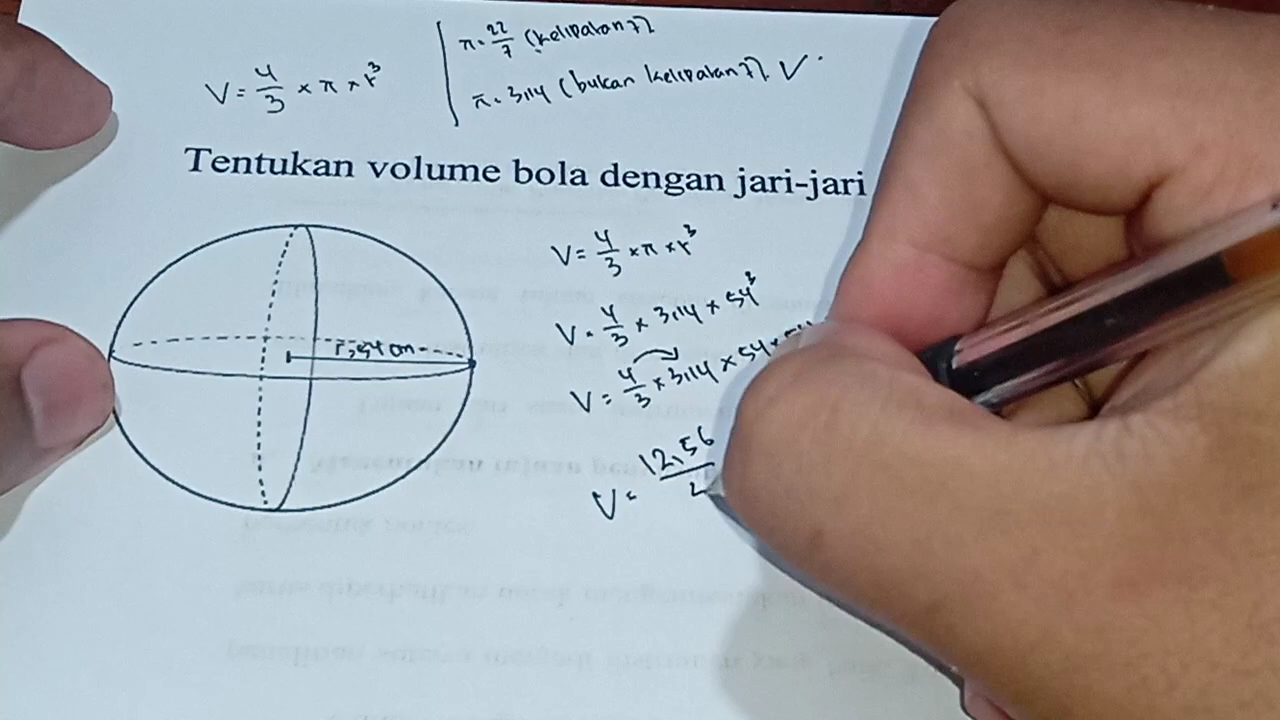 V = 4/3 × π × r³
π = 22/7 (kelipatan 7)
π = 3,14 (bukan kelipatan 7) V
Tentukan volume bola dengan jari-jari
r = 54 cm
V = 4/3 × π × r³
V = 4/3 × 3,14 × 54³
V = 4/3 × 3,14 × 54 ×
V = 12,56